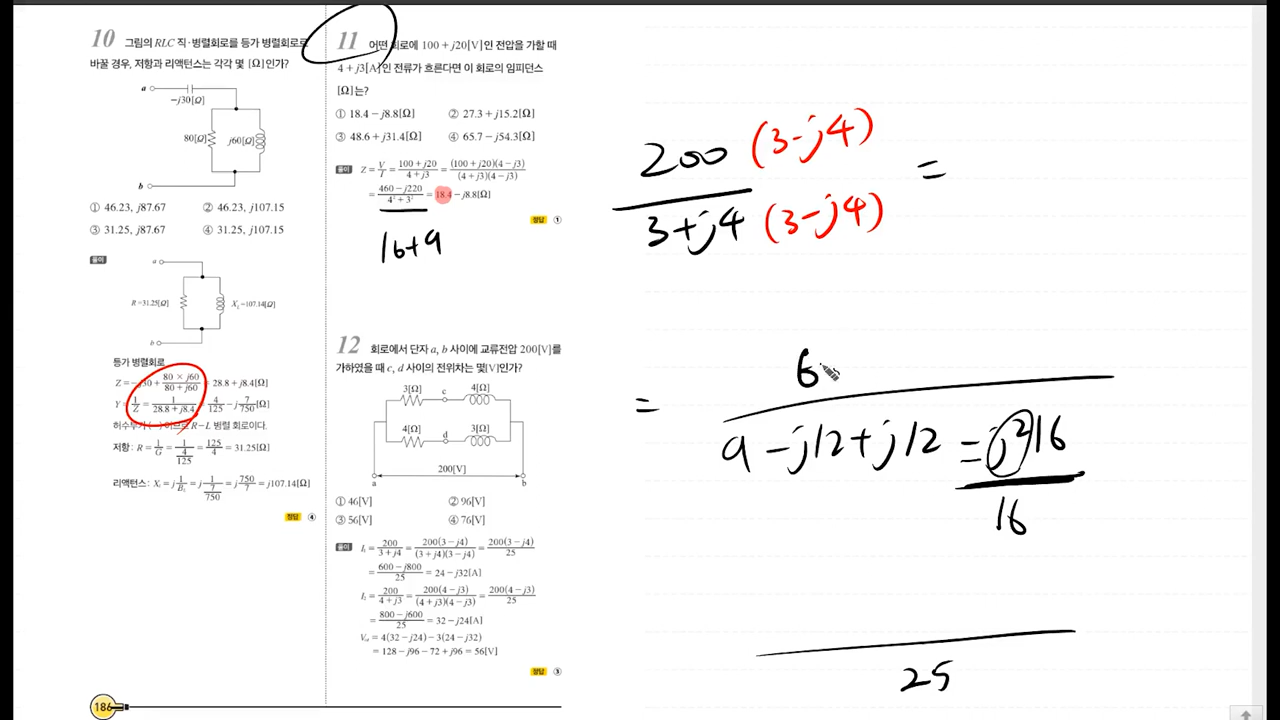 10 그림의 RLC 직·병렬회로를 등가 병렬회로로
바꿀 경우, 저항과 리액턴스는 각각 몇 [Ω]인가?
a
-j30[Ω]
80[Ω] j60[Ω]
b
① 46.23, j87.67 ② 46.23, j107.15
③ 31.25, j87.67 ④ 31.25, j107.15
풀이
a
R=31.25[Ω] X_L=107.14[Ω]
b
등가 병렬회로
Z=-j30+ 80 × j60 / 80+j60 = 28.8+j8.4[Ω]
Y= 1/Z = 1/28.8+j8.4 = 4/125 -j 7/750 [Ω]
허수부가 (-)이므로 R-L 병렬 회로이다.
저항: R= 1/G = 1/(4/125) = 125/4 =31.25[Ω]
리액턴스: X_L=j 1/B_L =j 1/(7/750) =j 750/7 =j107.14[Ω]
정답 ④
186
11 어떤 회로에 100+j20[V]인 전압을 가할 때
4+j3[A]인 전류가 흐른다면 이 회로의 임피던스
[Ω]는?
① 18.4-j8.8[Ω] ② 27.3+j15.2[Ω]
③ 48.6+j31.4[Ω] ④ 65.7-j54.3[Ω]
풀이 Z= V/I = 100+j20 / 4+j3 = (100+j20)(4-j3) / (4+j3)(4-j3)
= 460-j220 / 4²+3² =18.4-j8.8[Ω]
정답 ①
16+9
12 회로에서 단자 a, b 사이에 교류전압 200[V]를
가하였을 때 c, d 사이의 전위차는 몇[V]인가?
3[Ω] c 4[Ω]
4[Ω] d 3[Ω]
200[V]
a b
① 46[V] ② 96[V]
③ 56[V] ④ 76[V]
풀이 I₁= 200 / 3+j4 = 200(3-j4) / (3+j4)(3-j4) = 200(3-j4) / 25
= 600-j800 / 25 =24-j32[A]
I₂= 200 / 4+j3 = 200(4-j3) / (4+j3)(4-j3) = 200(4-j3) / 25
= 800-j600 / 25 =32-j24[A]
V_cd=4(32-j24)-3(24-j32)
=128-j96-72+j96=56[V]
정답 ③
200 (3-j4) =
3+j4 (3-j4)
6
=
9-j12+j12=j²16
16
25